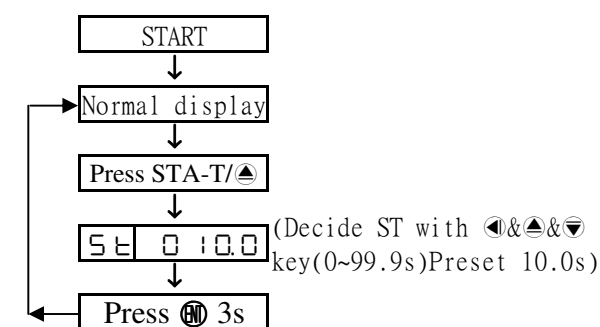 START
Normal display
Press STA-T/▲
St 010.0
(Decide ST with ◀&▲&▼
key(0~99.9s)Preset 10.0s)
Press ENT 3s